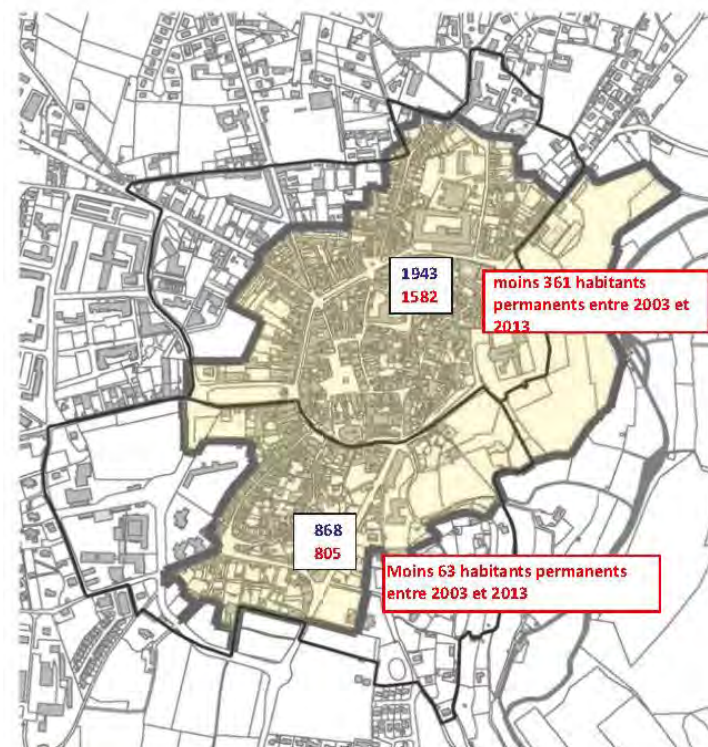 1943
1582
moins 361 habitants
permanents entre 2003 et
2013
868
805
Moins 63 habitants permanents
entre 2003 et 2013